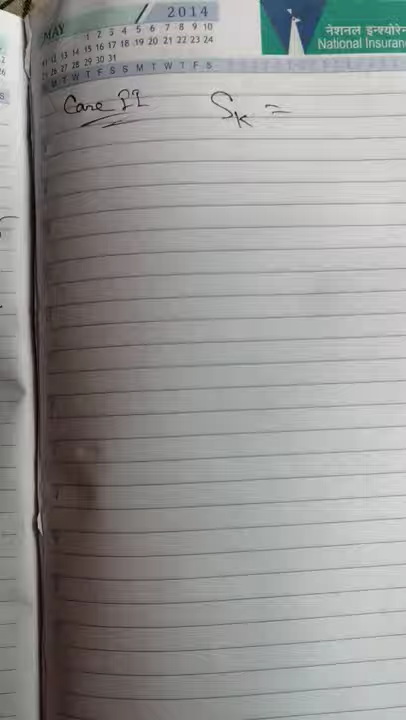 MAY 2014
1 2 3 4 5 6 7 8 9 10
11 12 13 14 15 16 17 18 19 20 21 22 23 24
25 26 27 28 29 30 31
S M T W T F S S M T W T F S
नेशनल इन्श्योरेन
National Insuran
Case II
Sk =